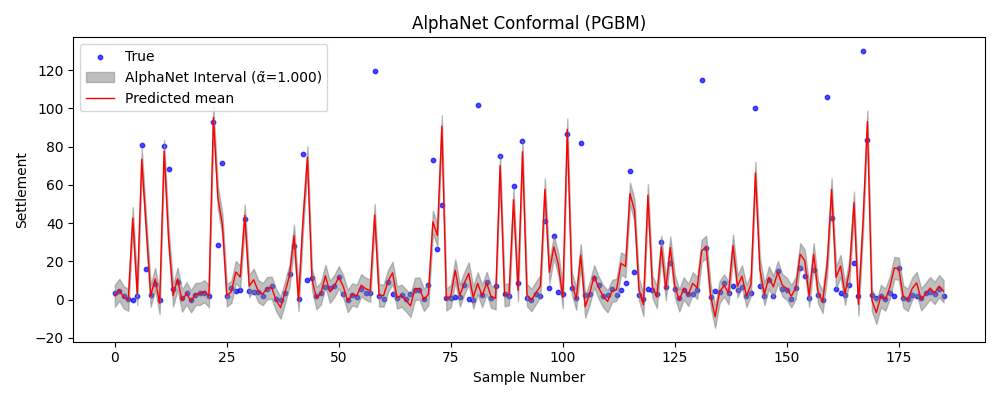 AlphaNet Conformal (PGBM)
True
AlphaNet Interval (α̃=1.000)
Predicted mean
Settlement
120
100
80
60
40
20
0
−20
0
25
50
75
100
125
150
175
Sample Number